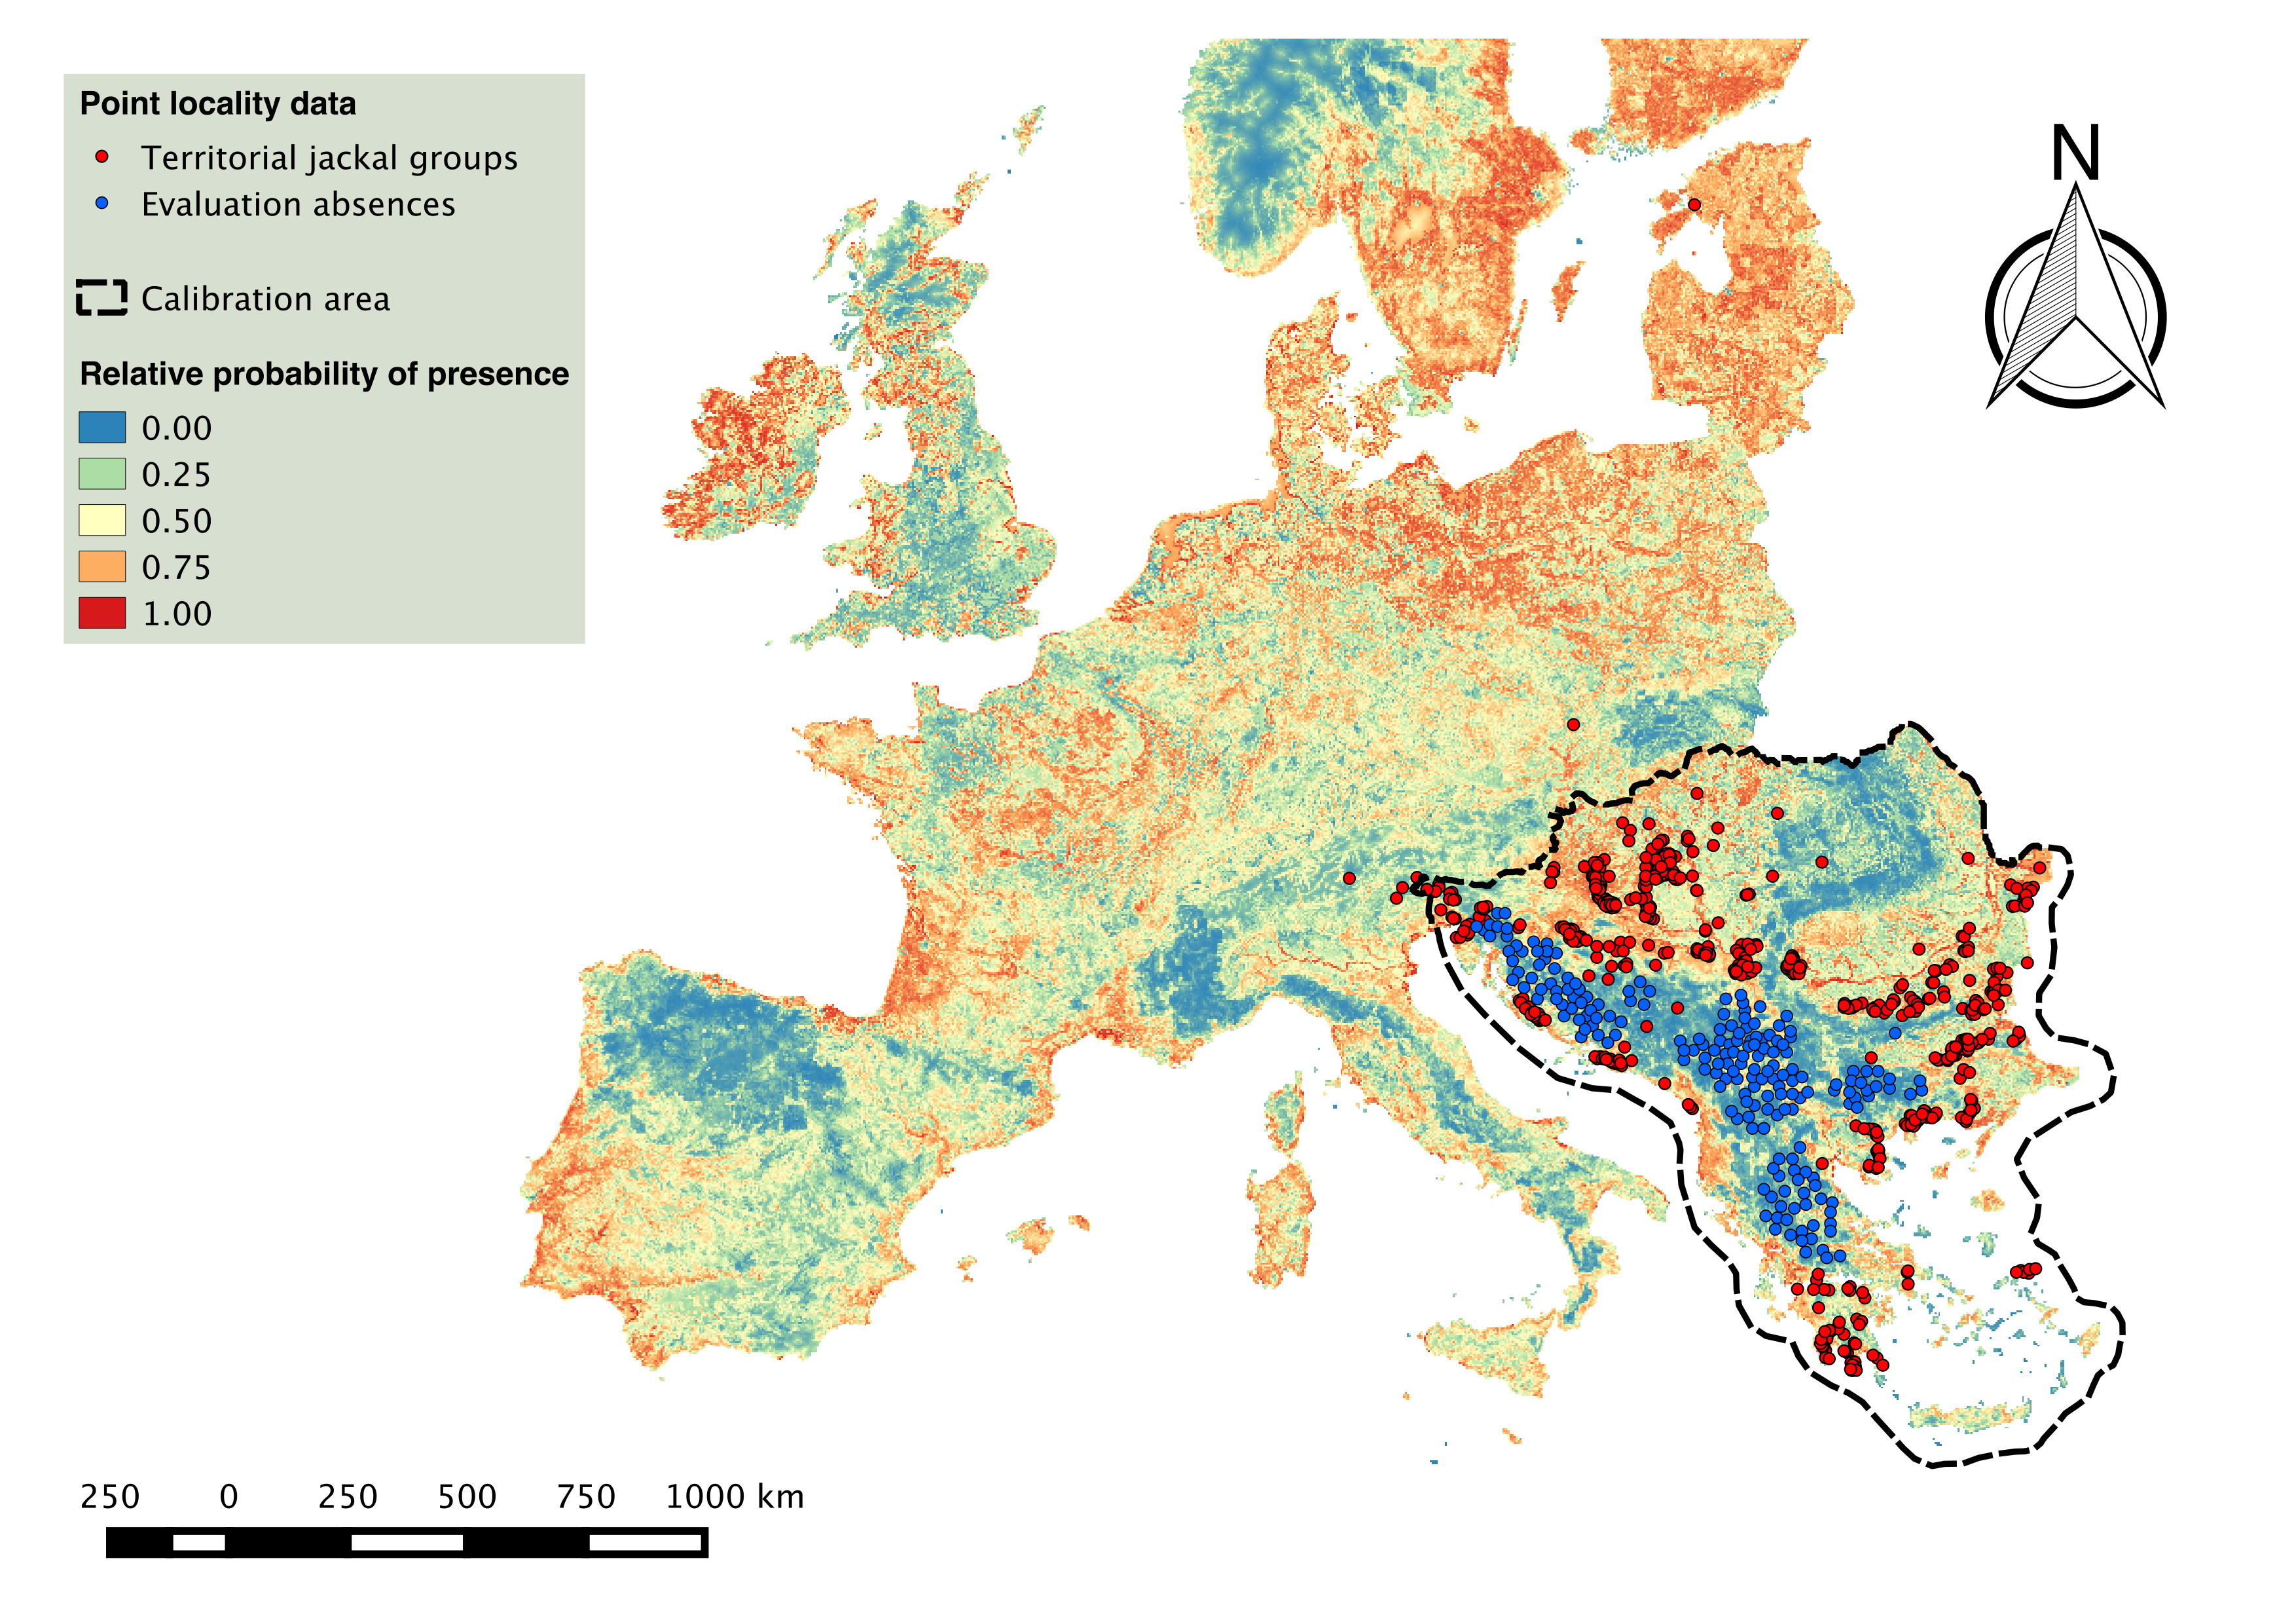 Point locality data
Territorial jackal groups
Evaluation absences
Calibration area
Relative probability of presence
0.00
0.25
0.50
0.75
1.00
N
250 0 250 500 750 1000 km